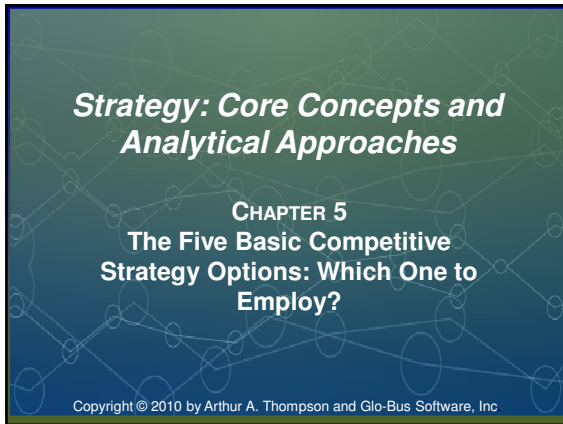 Strategy: Core Concepts and
Analytical Approaches
CHAPTER 5
The Five Basic Competitive
Strategy Options: Which One to
Employ?
Copyright © 2010 by Arthur A. Thompson and Glo-Bus Software, Inc